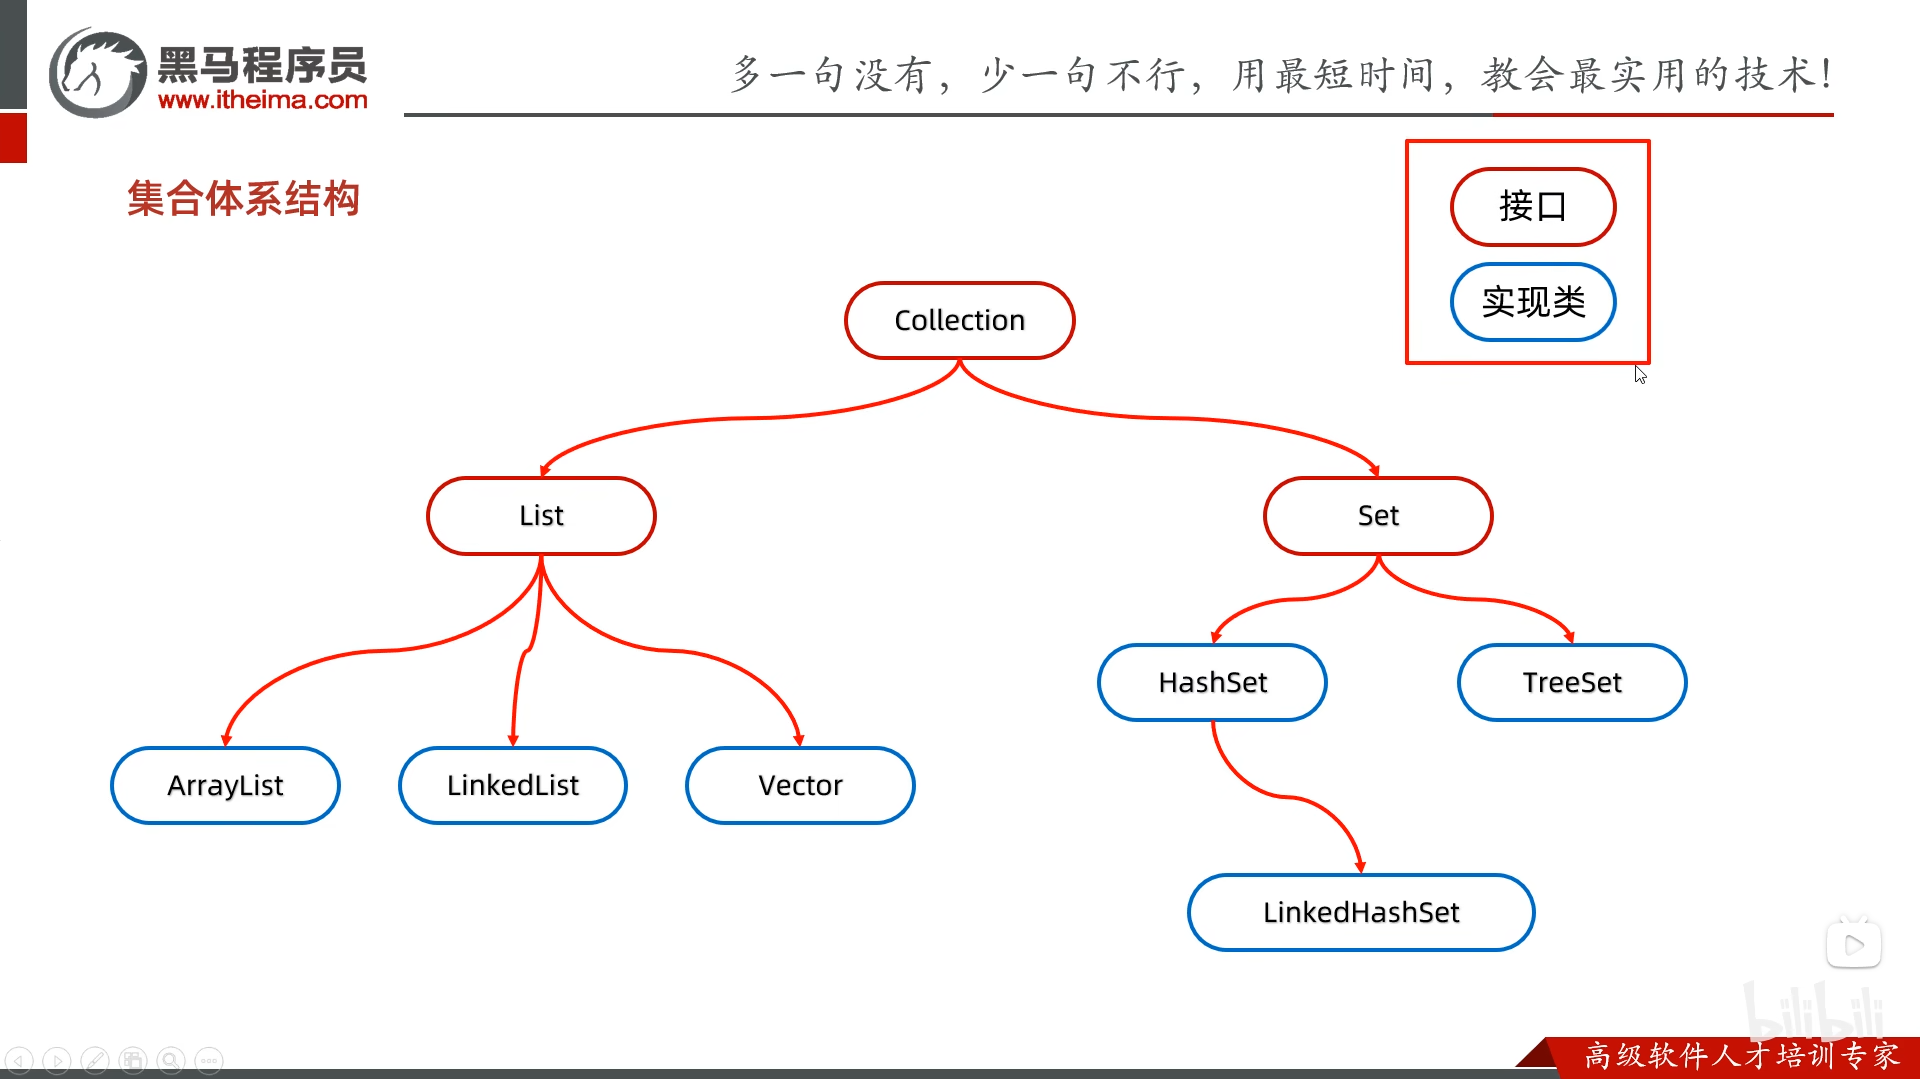 黑马程序员
www.itheima.com
多一句没有，少一句不行，用最短时间，教会最实用的技术！
集合体系结构
接口
实现类
Collection
List
Set
HashSet
TreeSet
ArrayList
LinkedList
Vector
LinkedHashSet
bilibili
高级软件人才培训专家